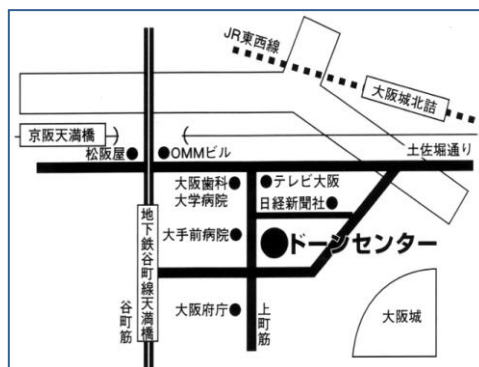 JR東西線
大阪城北詰
京阪天満橋
土佐堀通り
松阪屋
OMMビル
大阪歯科
大学病院
テレビ大阪
日経新聞社
地下鉄谷町線天満橋
大手前病院
ドーンセンター
谷町筋
大阪府庁
上町筋
大阪城